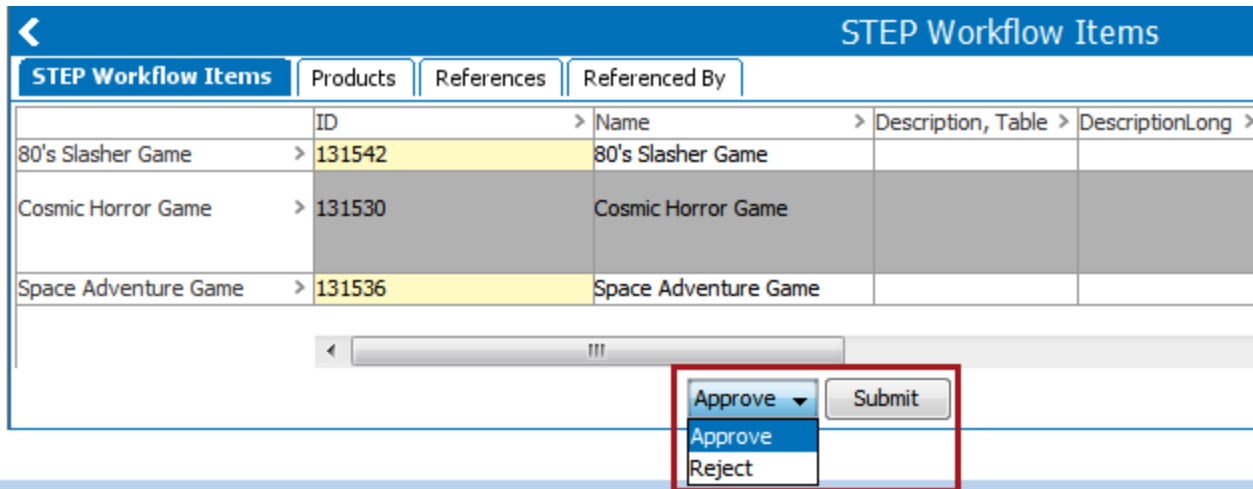 STEP Workflow Items
STEP Workflow Items Products References Referenced By
ID > Name > Description, Table > DescriptionLong >
80's Slasher Game > 131542 80's Slasher Game
Cosmic Horror Game > 131530 Cosmic Horror Game
Space Adventure Game > 131536 Space Adventure Game
Approve Submit
Approve
Reject